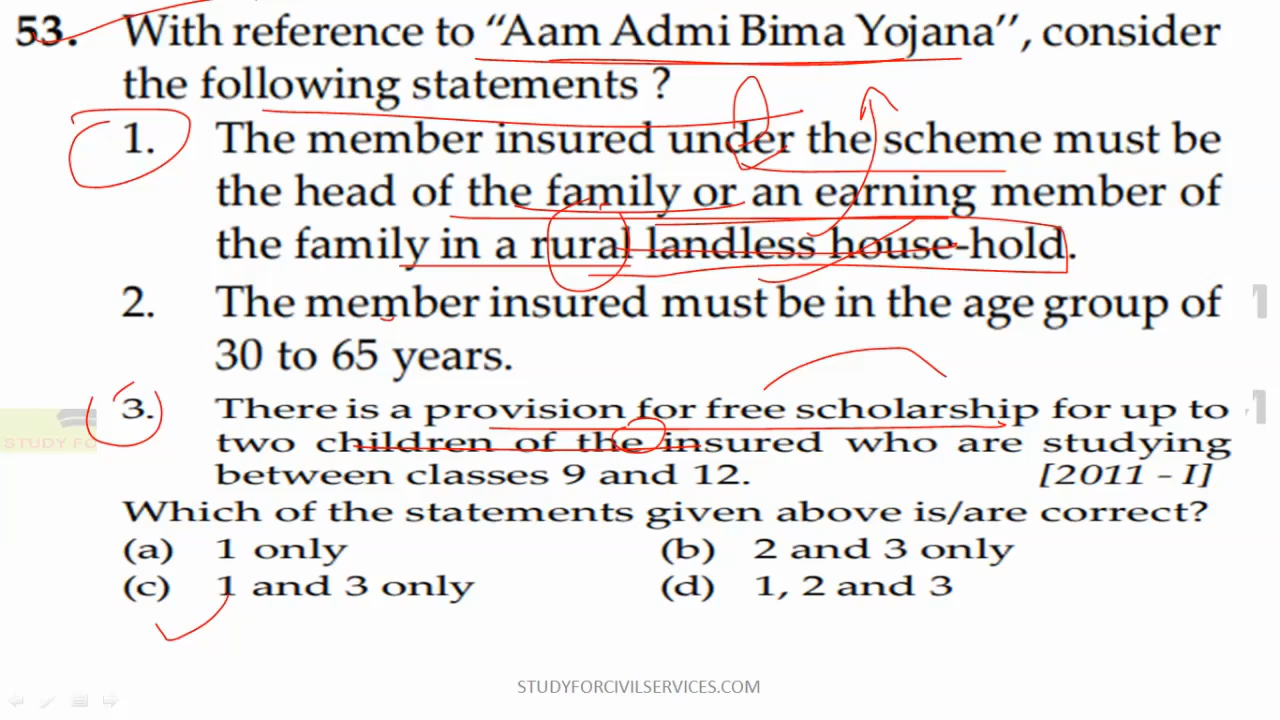 53. With reference to “Aam Admi Bima Yojana”, consider
the following statements ?
1. The member insured under the scheme must be
the head of the family or an earning member of
the family in a rural landless house-hold.
2. The member insured must be in the age group of
30 to 65 years.
3. There is a provision for free scholarship for up to
two children of the insured who are studying
between classes 9 and 12. [2011 - I]
Which of the statements given above is/are correct?
(a) 1 only (b) 2 and 3 only
(c) 1 and 3 only (d) 1, 2 and 3
STUDYFORCIVILSERVICES.COM